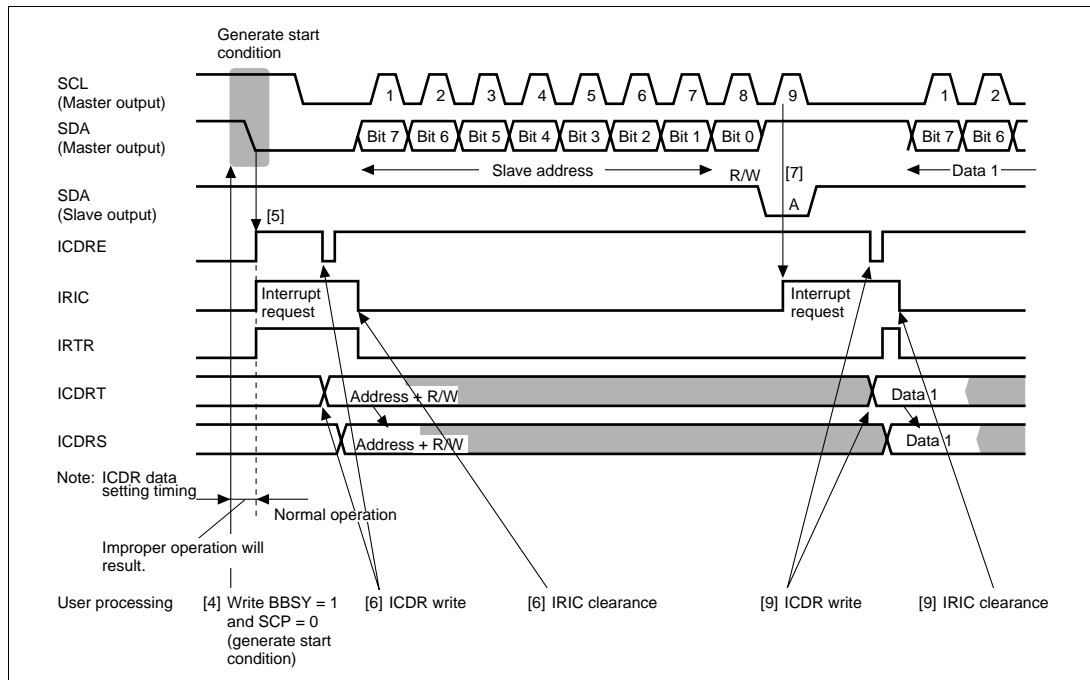 Generate start
condition
SCL
(Master output)
1 2 3 4 5 6 7 8 9 1 2
SDA
(Master output)
Bit 7 Bit 6 Bit 5 Bit 4 Bit 3 Bit 2 Bit 1 Bit 0 Bit 7 Bit 6
Slave address R/W [7] Data 1
SDA
(Slave output)
A
[5]
ICDRE
IRIC
Interrupt
request
Interrupt
request
IRTR
ICDRT
Address + R/W
Data 1
ICDRS
Address + R/W
Data 1
Note: ICDR data
setting timing
Normal operation
Improper operation will
result.
User processing [4] Write BBSY = 1
and SCP = 0
(generate start
condition)
[6] ICDR write [6] IRIC clearance [9] ICDR write [9] IRIC clearance